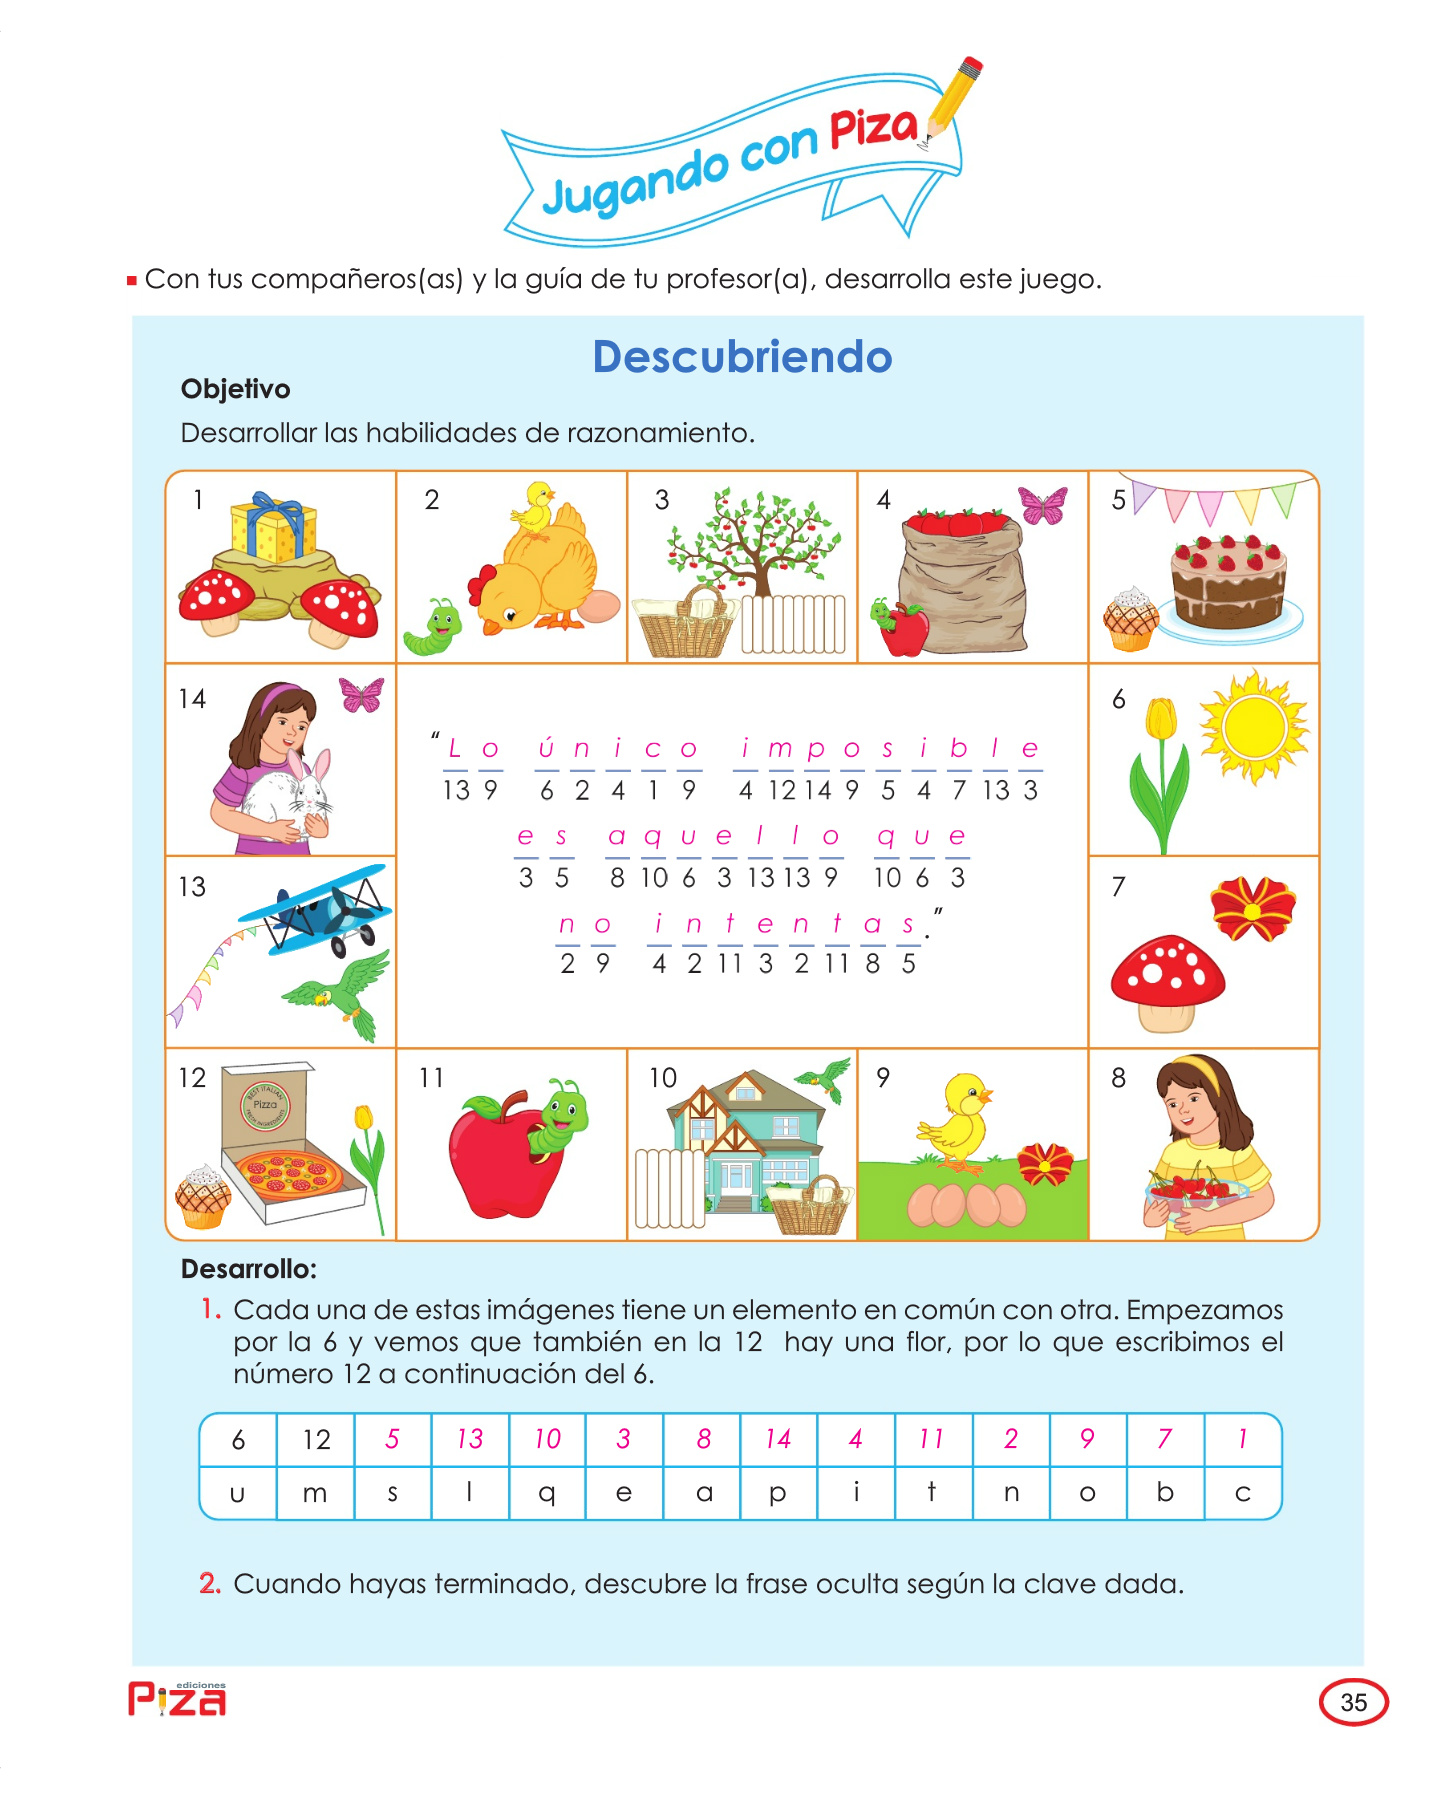 Jugando con Piza
Con tus compañeros(as) y la guía de tu profesor(a), desarrolla este juego.
Descubriendo
Objetivo
Desarrollar las habilidades de razonamiento.
1 2 3 4 5
14 6
“ L o ú n i c o i m p o s i b l e
13 9 6 2 4 1 9 4 12 14 9 5 4 7 13 3
e s a q u e l l o q u e
3 5 8 10 6 3 13 13 9 10 6 3
13 7
n o i n t e n t a s .”
2 9 4 2 11 3 2 11 8 5
12 11 10 9 8
BEST ITALIAN
Pizza
FRESH INGREDIENTS
Desarrollo:
1. Cada una de estas imágenes tiene un elemento en común con otra. Empezamos
por la 6 y vemos que también en la 12 hay una flor, por lo que escribimos el
número 12 a continuación del 6.
6 12 5 13 10 3 8 14 4 11 2 9 7 1
u m s l q e a p i t n o b c
2. Cuando hayas terminado, descubre la frase oculta según la clave dada.
ediciones
Piza
35